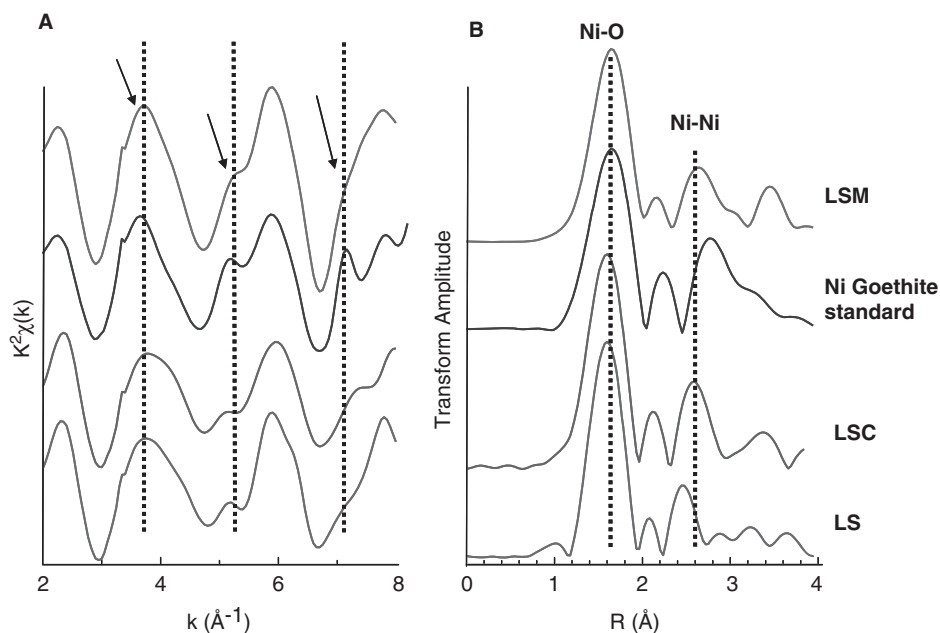 A
K²χ(k)
2
4
6
8
k (Å⁻¹)
B
Ni-O
Ni-Ni
LSM
Ni Goethite
standard
LSC
LS
Transform Amplitude
0
1
2
3
4
R (Å)